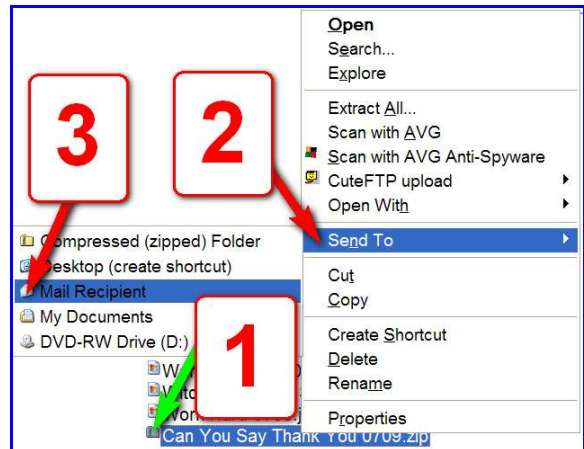 Open
Search...
Explore
Extract All...
Scan with AVG
Scan with AVG Anti-Spyware
CuteFTP upload
Open With
Send To
Cut
Copy
Create Shortcut
Delete
Rename
Properties
3
2
Compressed (zipped) Folder
Desktop (create shortcut)
Mail Recipient
My Documents
DVD-RW Drive (D:)
1
Can You Say Thank You 0709.zip